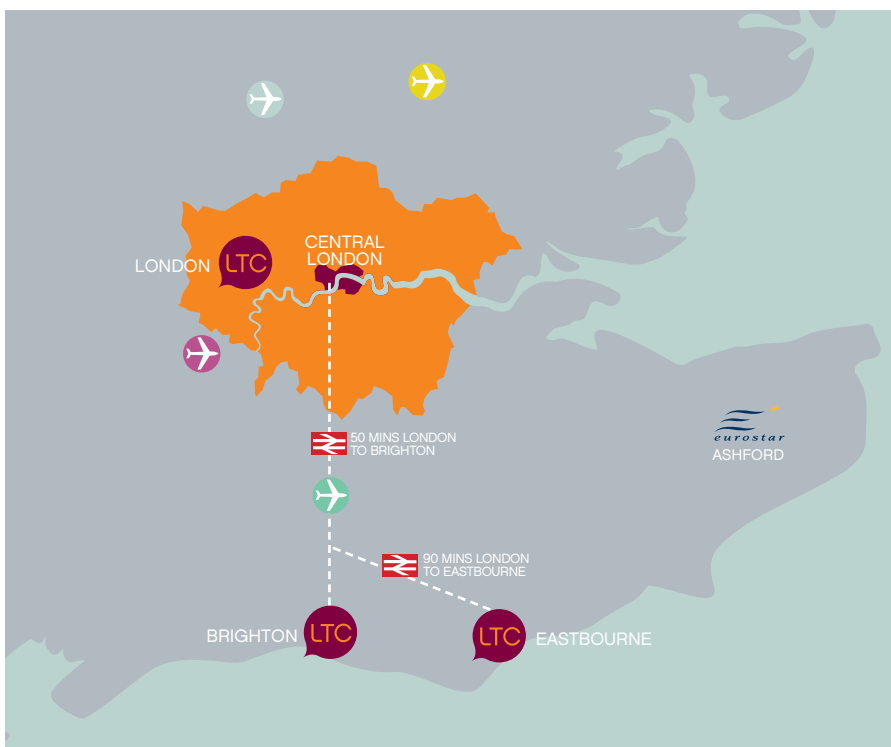 CENTRAL
LONDON
LONDON
LTC
50 MINS LONDON
TO BRIGHTON
eurostar
ASHFORD
90 MINS LONDON
TO EASTBOURNE
BRIGHTON
LTC
LTC
EASTBOURNE